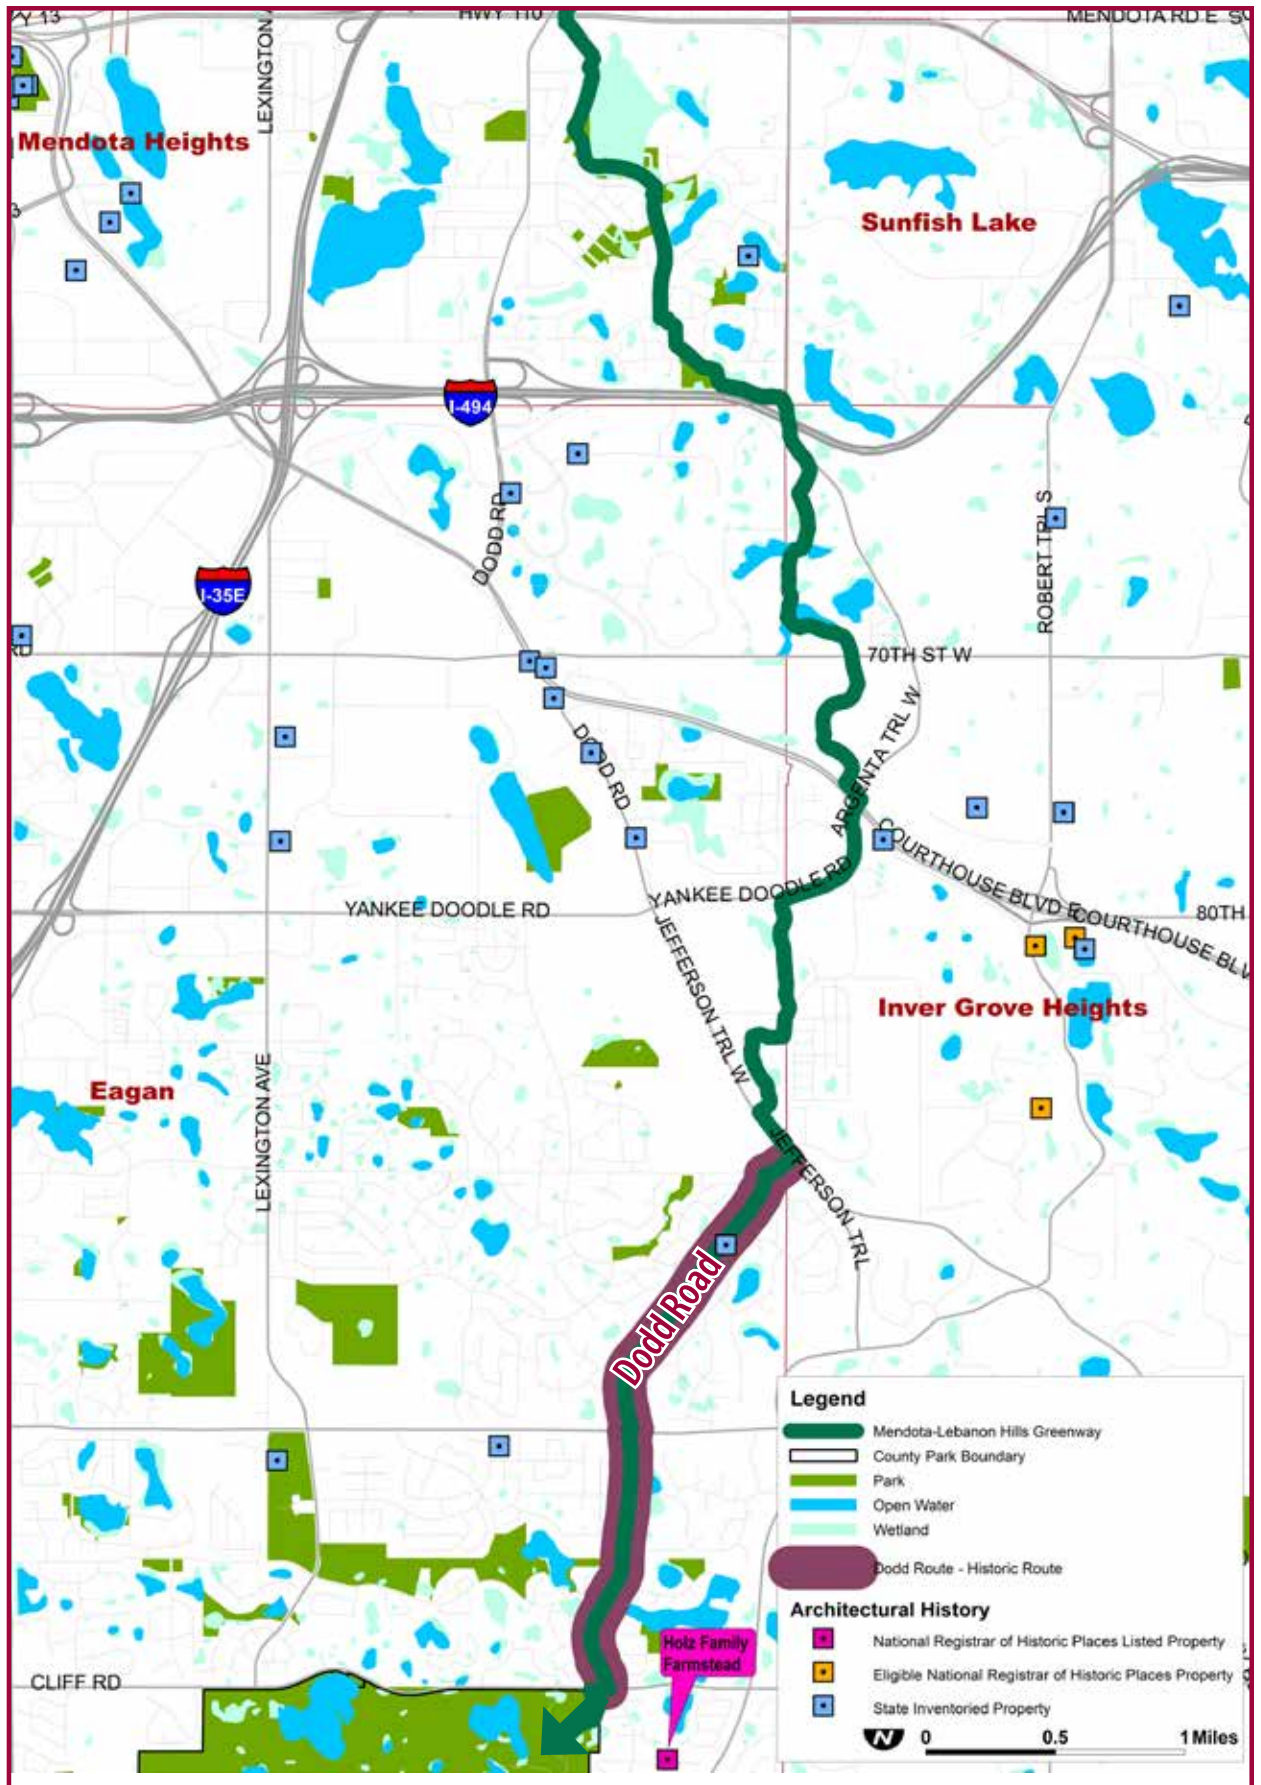 Y 13
HWY 110
MENDOTA RD E
LEXINGTON
Mendota Heights
Sunfish Lake
I-494
DODD RD
ROBERT TRL S
I-35E
RD
70TH ST W
DODD RD
ARGENTA TRL W
COURTHOUSE BLVD E
COURTHOUSE BLV
YANKEE DOODLE RD
YANKEE DOODLE RD
80TH
JEFFERSON TRL W
Inver Grove Heights
Eagan
LEXINGTON AVE
JEFFERSON TRL
Dodd Road
Legend
Mendota-Lebanon Hills Greenway
County Park Boundary
Park
Open Water
Wetland
Dodd Route - Historic Route
Architectural History
National Registrar of Historic Places Listed Property
Eligible National Registrar of Historic Places Property
State Inventoried Property
N
0 0.5 1 Miles
Holz Family
Farmstead
CLIFF RD